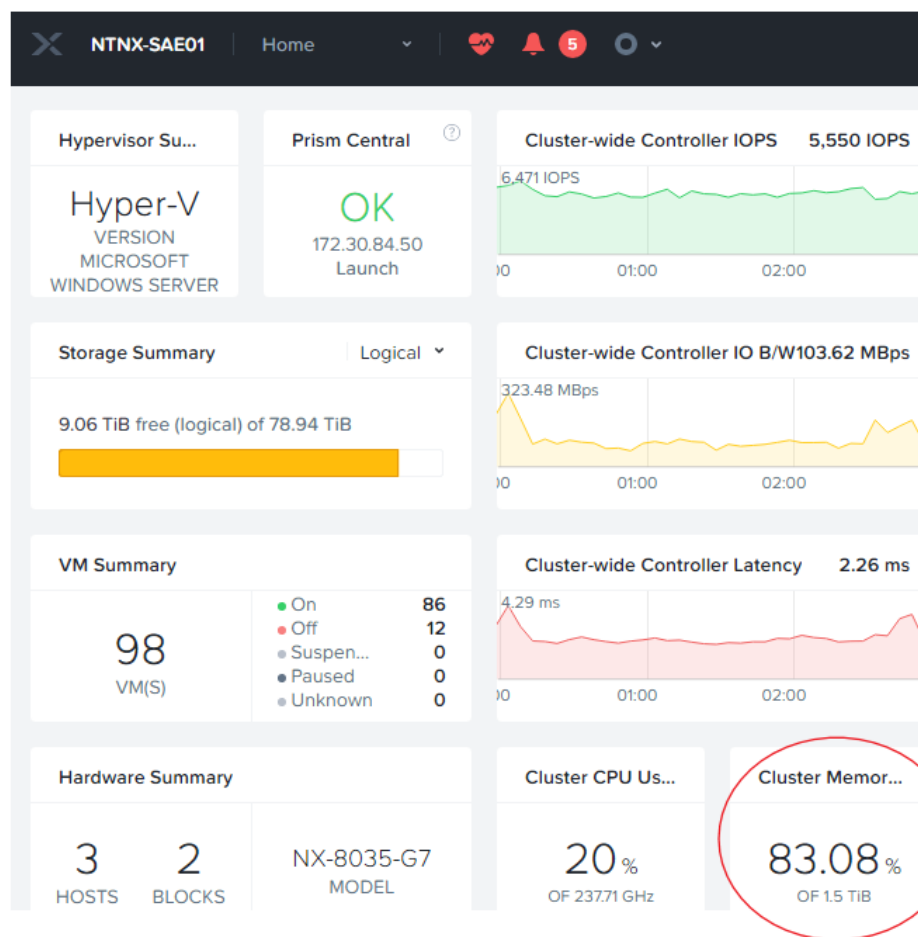 NTNX-SAE01 Home 5
Hypervisor Su...
Hyper-V
VERSION
MICROSOFT
WINDOWS SERVER
Prism Central ?
OK
172.30.84.50
Launch
Cluster-wide Controller IOPS 5,550 IOPS
6,471 IOPS
00 01:00 02:00
Storage Summary Logical
9.06 TiB free (logical) of 78.94 TiB
Cluster-wide Controller IO B/W103.62 MBps
323.48 MBps
00 01:00 02:00
VM Summary
98
VM(S)
On 86
Off 12
Suspen... 0
Paused 0
Unknown 0
Cluster-wide Controller Latency 2.26 ms
4.29 ms
00 01:00 02:00
Hardware Summary
3 2
HOSTS BLOCKS
NX-8035-G7
MODEL
Cluster CPU Us...
20 %
OF 237.71 GHz
Cluster Memor...
83.08 %
OF 1.5 TiB